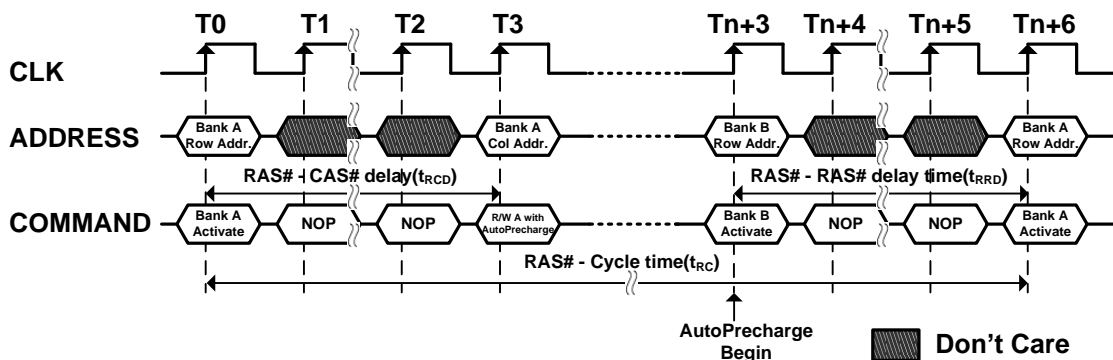 T0 T1 T2 T3 Tn+3 Tn+4 Tn+5 Tn+6
CLK
ADDRESS
Bank A
Row Addr.
Bank A
Col Addr.
Bank B
Row Addr.
Bank A
Row Addr.
RAS# - CAS# delay(tRCD)
RAS# - RAS# delay time(tRRD)
COMMAND
Bank A
Activate
NOP
NOP
R/W A with
AutoPrecharge
Bank B
Activate
NOP
NOP
Bank A
Activate
RAS# - Cycle time(tRC)
AutoPrecharge
Begin
Don't Care